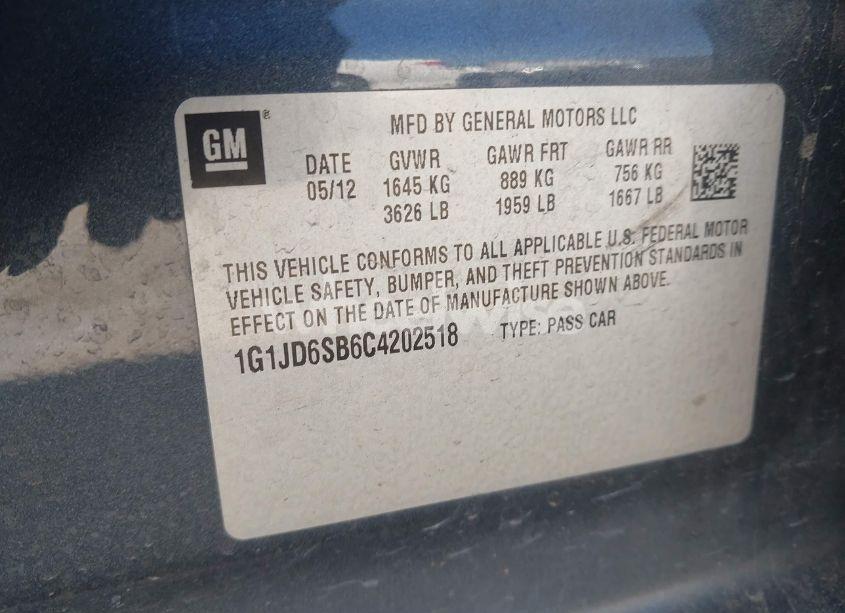 GM ®
MFD BY GENERAL MOTORS LLC
DATE GVWR GAWR FRT GAWR RR
05/12 1645 KG 889 KG 756 KG
3626 LB 1959 LB 1667 LB
THIS VEHICLE CONFORMS TO ALL APPLICABLE U.S. FEDERAL MOTOR
VEHICLE SAFETY, BUMPER, AND THEFT PREVENTION STANDARDS IN
EFFECT ON THE DATE OF MANUFACTURE SHOWN ABOVE.
1G1JD6SB6C4202518 TYPE: PASS CAR